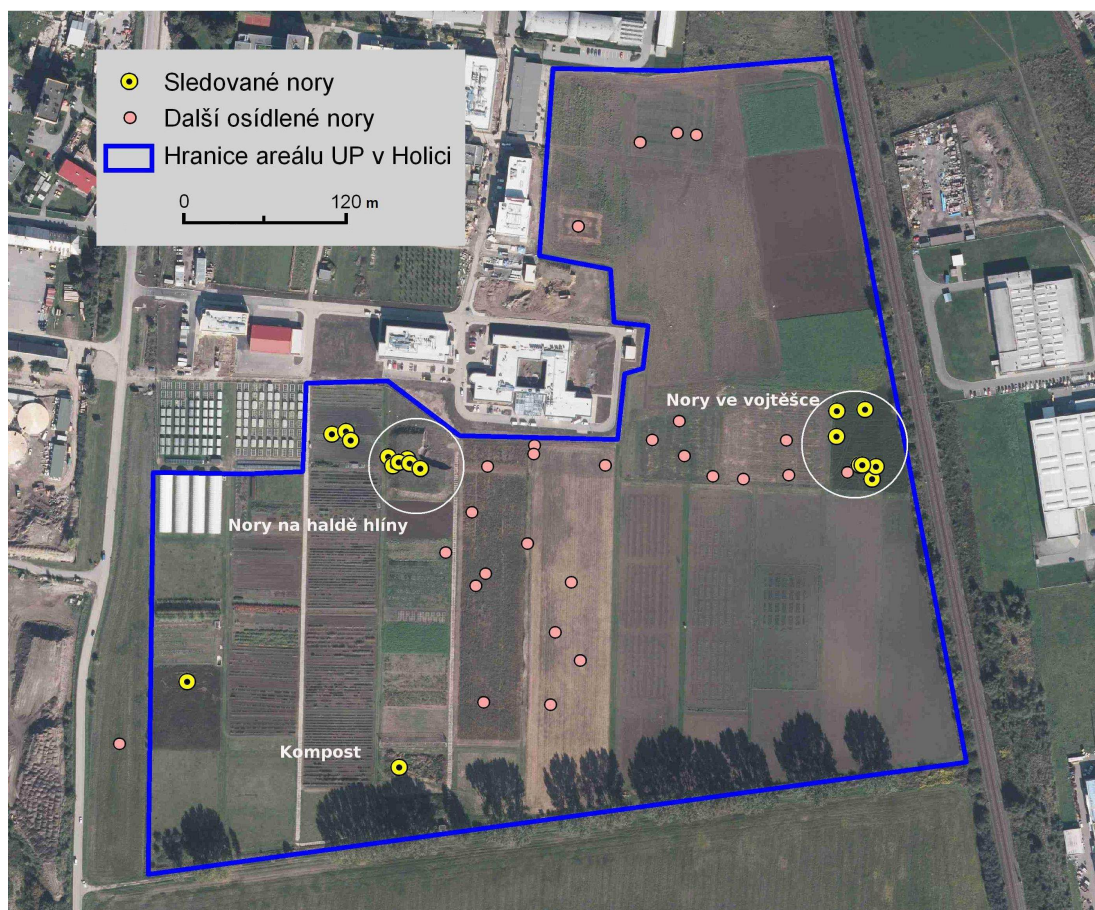 Sledované nory
Další osídlené nory
Hranice areálu UP v Holici
0 120 m
Nory ve vojtěšce
Nory na haldě hlíny
Kompost